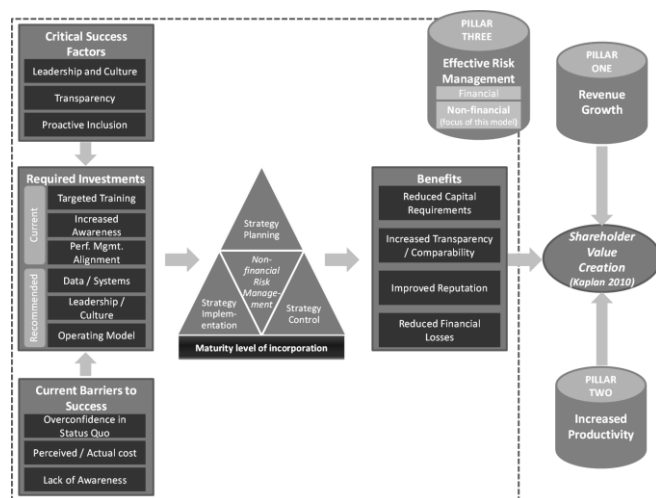 Critical Success
Factors
Leadership and Culture
Transparency
Proactive Inclusion
Required Investments
Current
Targeted Training
Increased
Awareness
Perf. Mgmt.
Alignment
Recommended
Data / Systems
Leadership /
Culture
Operating Model
Current Barriers to
Success
Overconfidence in
Status Quo
Perceived / Actual cost
Lack of Awareness
Strategy
Planning
Non-
financial
Risk
Manage-
ment
Strategy
Implem-
entation
Strategy
Control
Maturity level of incorporation
PILLAR
THREE
Effective Risk
Management
Financial
Non-financial
(focus of this model)
Benefits
Reduced Capital
Requirements
Increased Transparency
/ Comparability
Improved Reputation
Reduced Financial
Losses
PILLAR
ONE
Revenue
Growth
Shareholder
Value
Creation
(Kaplan 2010)
PILLAR
TWO
Increased
Productivity